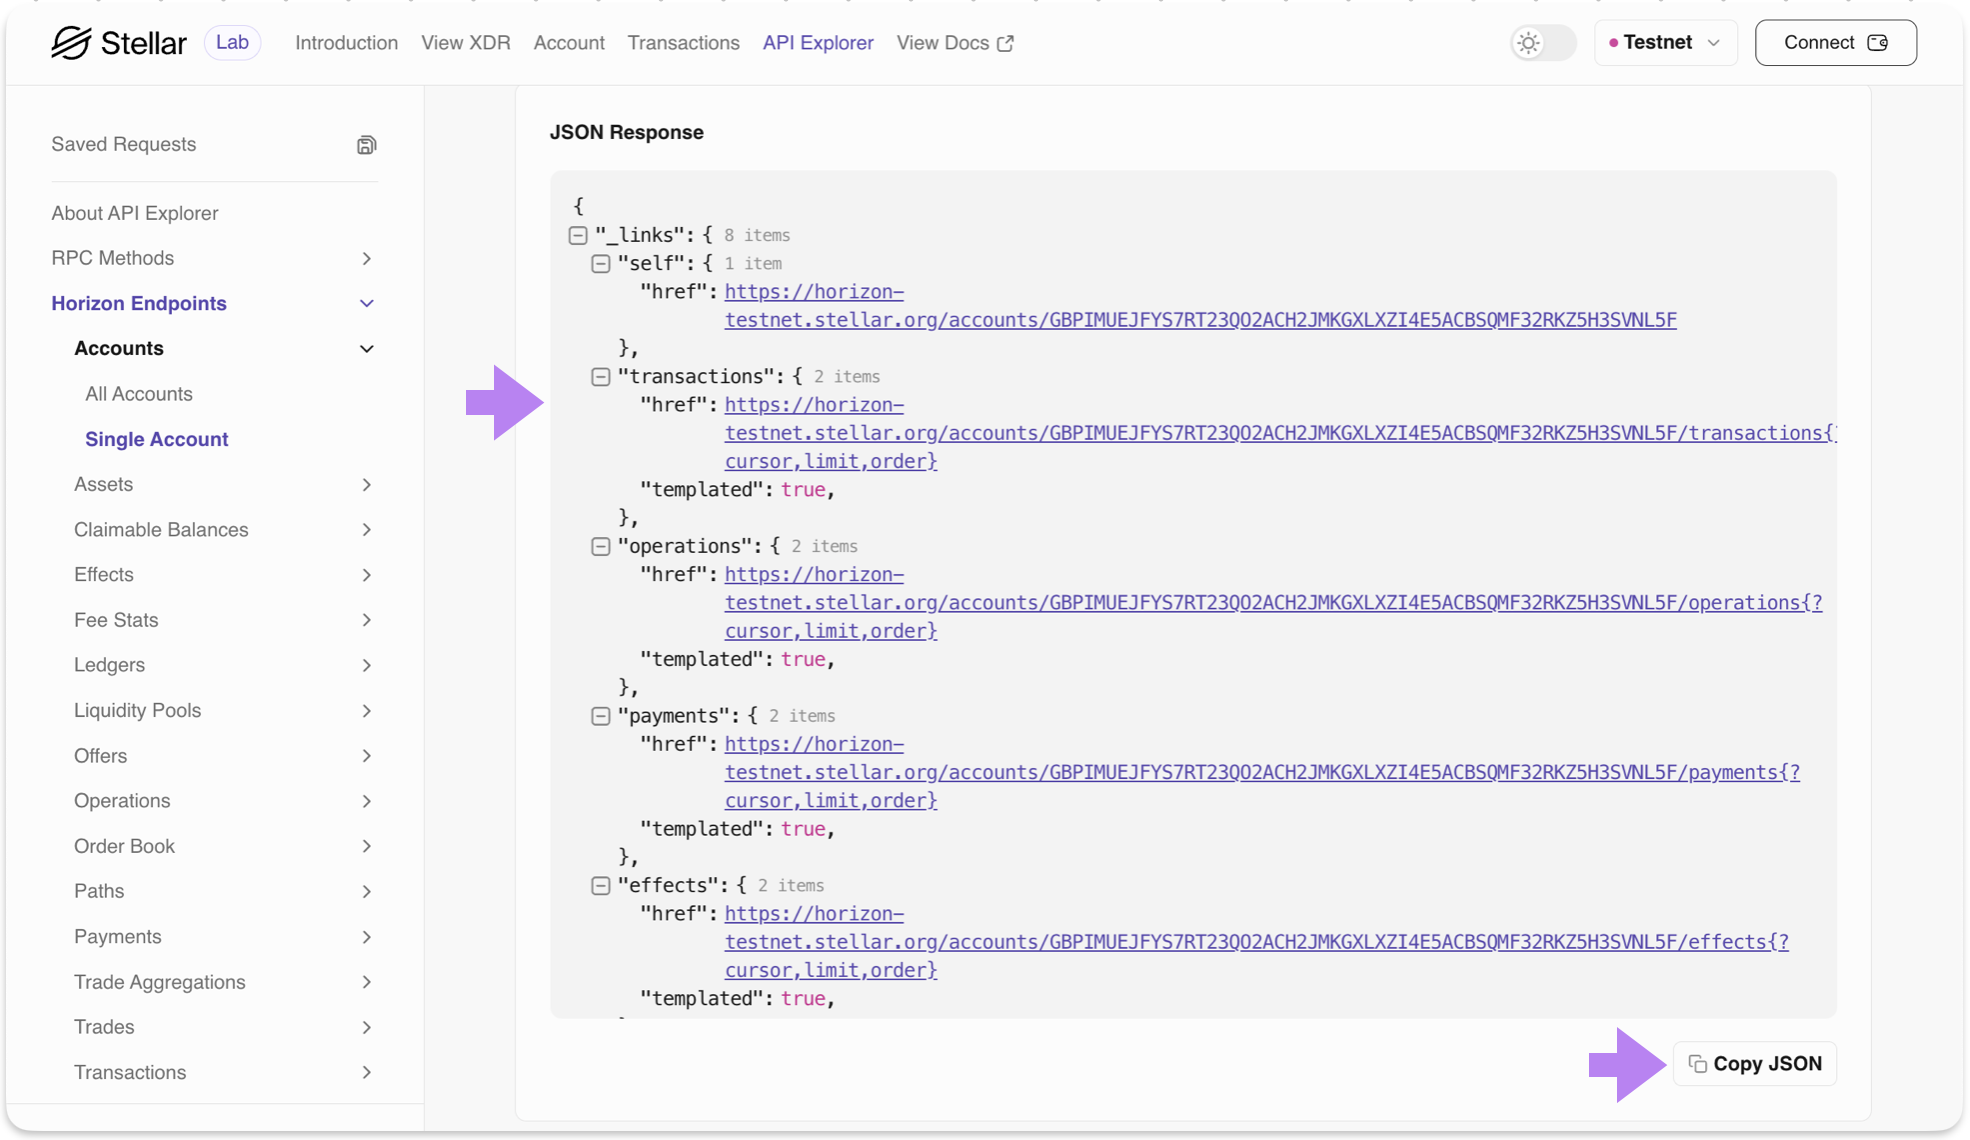 Stellar Lab Introduction View XDR Account Transactions API Explorer View Docs Testnet Connect
Saved Requests
About API Explorer
RPC Methods
Horizon Endpoints
Accounts
All Accounts
Single Account
Assets
Claimable Balances
Effects
Fee Stats
Ledgers
Liquidity Pools
Offers
Operations
Order Book
Paths
Payments
Trade Aggregations
Trades
Transactions
JSON Response
{
"_links": { 8 items
"self": { 1 item
"href": https://horizon-
testnet.stellar.org/accounts/GBPIMUEJFYS7RT23QO2ACH2JMKGXLXZI4E5ACBSQMF32RKZ5H3SVNL5F
},
"transactions": { 2 items
"href": https://horizon-
testnet.stellar.org/accounts/GBPIMUEJFYS7RT23QO2ACH2JMKGXLXZI4E5ACBSQMF32RKZ5H3SVNL5F/transactions{
cursor,limit,order}
"templated": true,
},
"operations": { 2 items
"href": https://horizon-
testnet.stellar.org/accounts/GBPIMUEJFYS7RT23QO2ACH2JMKGXLXZI4E5ACBSQMF32RKZ5H3SVNL5F/operations{?
cursor,limit,order}
"templated": true,
},
"payments": { 2 items
"href": https://horizon-
testnet.stellar.org/accounts/GBPIMUEJFYS7RT23QO2ACH2JMKGXLXZI4E5ACBSQMF32RKZ5H3SVNL5F/payments{?
cursor,limit,order}
"templated": true,
},
"effects": { 2 items
"href": https://horizon-
testnet.stellar.org/accounts/GBPIMUEJFYS7RT23QO2ACH2JMKGXLXZI4E5ACBSQMF32RKZ5H3SVNL5F/effects{?
cursor,limit,order}
"templated": true,
Copy JSON